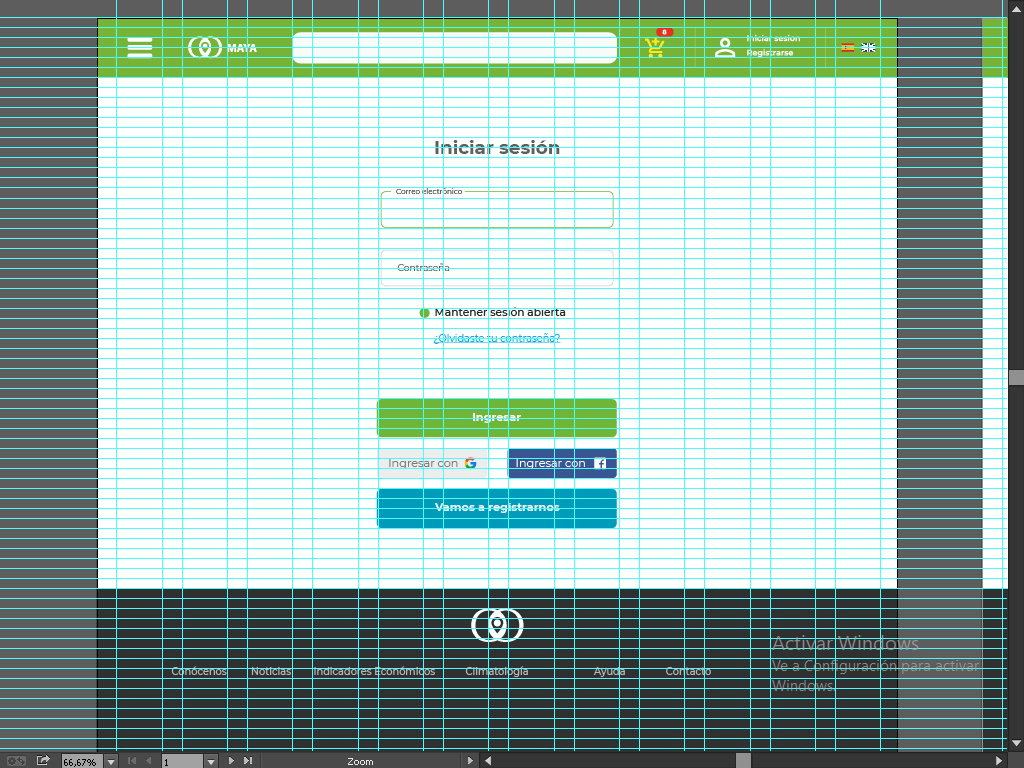 MAYA
8
Iniciar sesion
Registrarse
Iniciar sesión
Correo electrónico
Contraseña
Mantener sesión abierta
¿Olvidaste tu contraseña?
Ingresar
Ingresar con
Ingresar con
Vamos a registrarnos
Conócenos Noticias Indicadores Económicos Climatología Ayuda Contacto
Activar Windows
Ve a Configuración para activar
Windows.
66,67% 1 Zoom